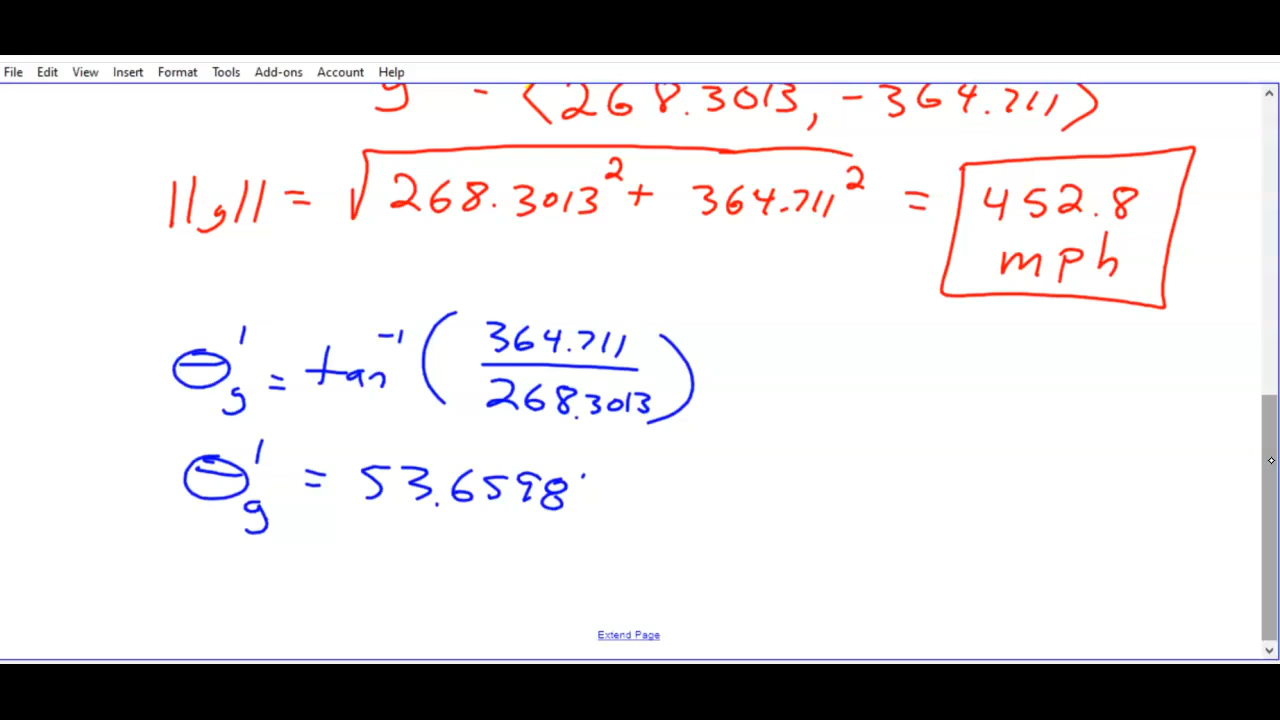 File Edit View Insert Format Tools Add-ons Account Help
g = ⟨268.3013, -364.711⟩
||g|| = √(268.3013² + 364.711²) = 452.8 mph
Θ'g = tan⁻¹ (364.711 / 268.3013)
Θ'g = 53.6598°
Extend Page